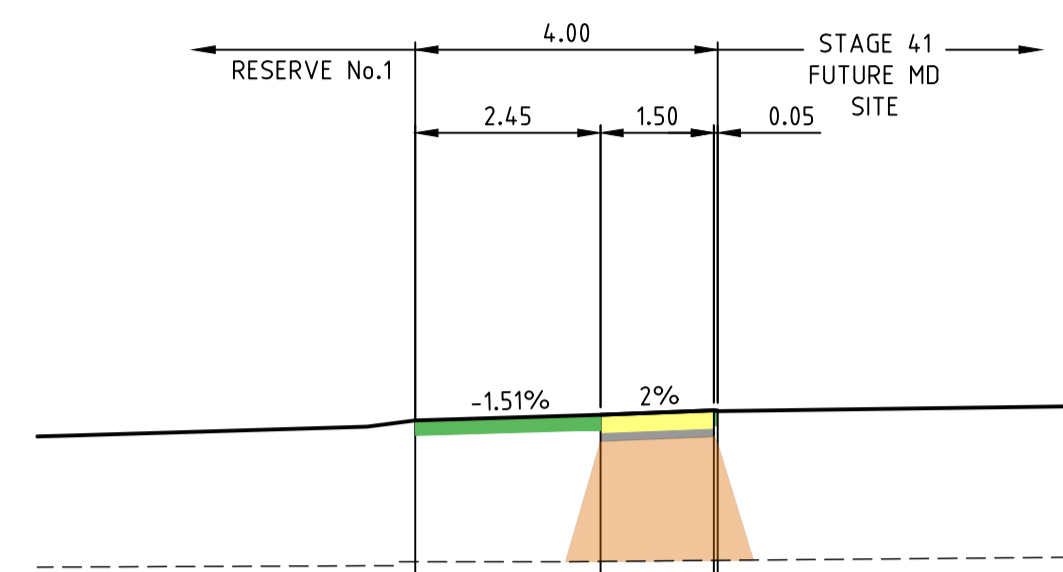 4.00
RESERVE No.1
STAGE 41
FUTURE MD
SITE
2.45
1.50
0.05
-1.51%
2%